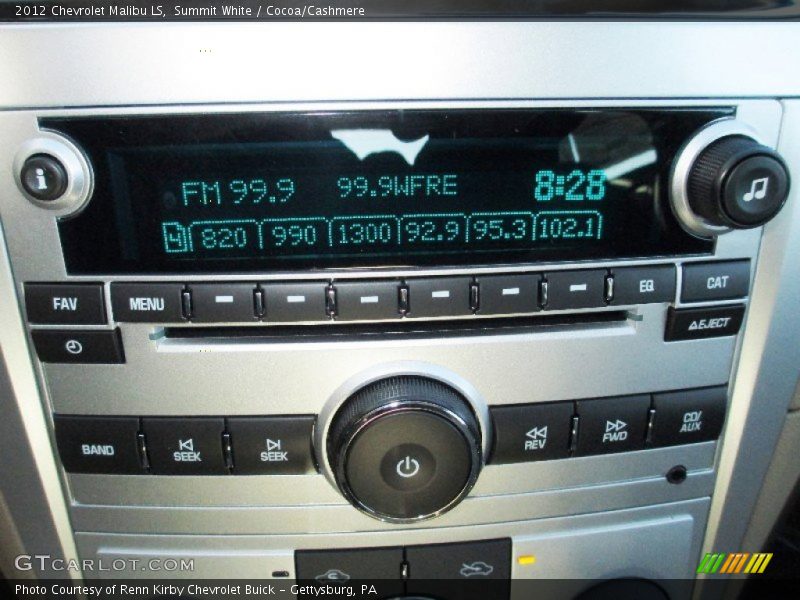 2012 Chevrolet Malibu LS,  Summit White / Cocoa/Cashmere
i
FM 99.9 99.9WFRE 8:28
4 820 990 1300 92.9 95.3 102.1
FAV MENU EQ CAT
EJECT
BAND SEEK SEEK REV FWD CD/AUX
GTCARLOT.COM
Photo Courtesy of Renn Kirby Chevrolet Buick - Gettysburg, PA